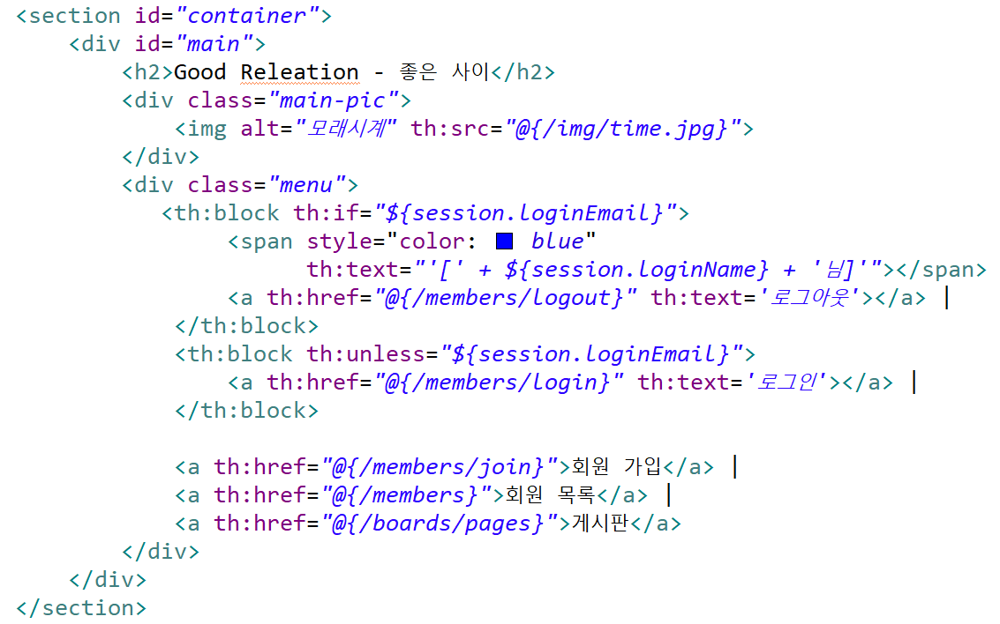 <section id="container">
<div id="main">
<h2>Good Releation - 좋은 사이</h2>
<div class="main-pic">
<img alt="모래시계" th:src="@{/img/time.jpg}">
</div>
<div class="menu">
<th:block th:if="${session.loginEmail}">
<span style="color: blue"
th:text="'[' + ${session.loginName} + '님]'"></span>
<a th:href="@{/members/logout}" th:text='로그아웃'></a> |
</th:block>
<th:block th:unless="${session.loginEmail}">
<a th:href="@{/members/login}" th:text='로그인'></a> |
</th:block>
<a th:href="@{/members/join}">회원 가입</a> |
<a th:href="@{/members}">회원 목록</a> |
<a th:href="@{/boards/pages}">게시판</a>
</div>
</div>
</section>